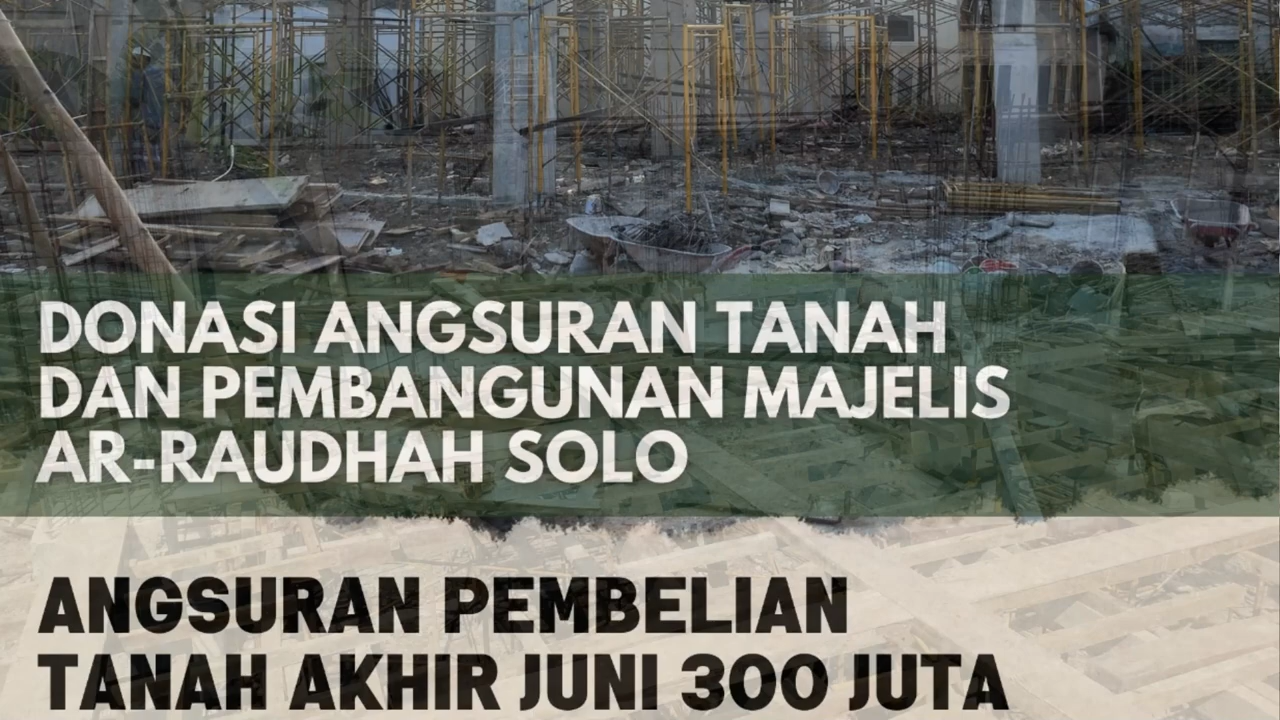 DONASI ANGSURAN TANAH
DAN PEMBANGUNAN MAJELIS
AR-RAUDHAH SOLO
ANGSURAN PEMBELIAN
TANAH AKHIR JUNI 300 JUTA